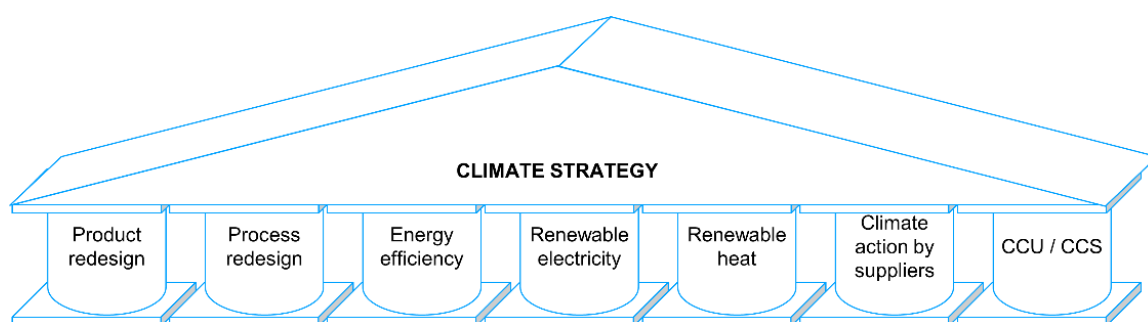 CLIMATE STRATEGY
Product
redesign
Process
redesign
Energy
efficiency
Renewable
electricity
Renewable
heat
Climate
action by
suppliers
CCU / CCS